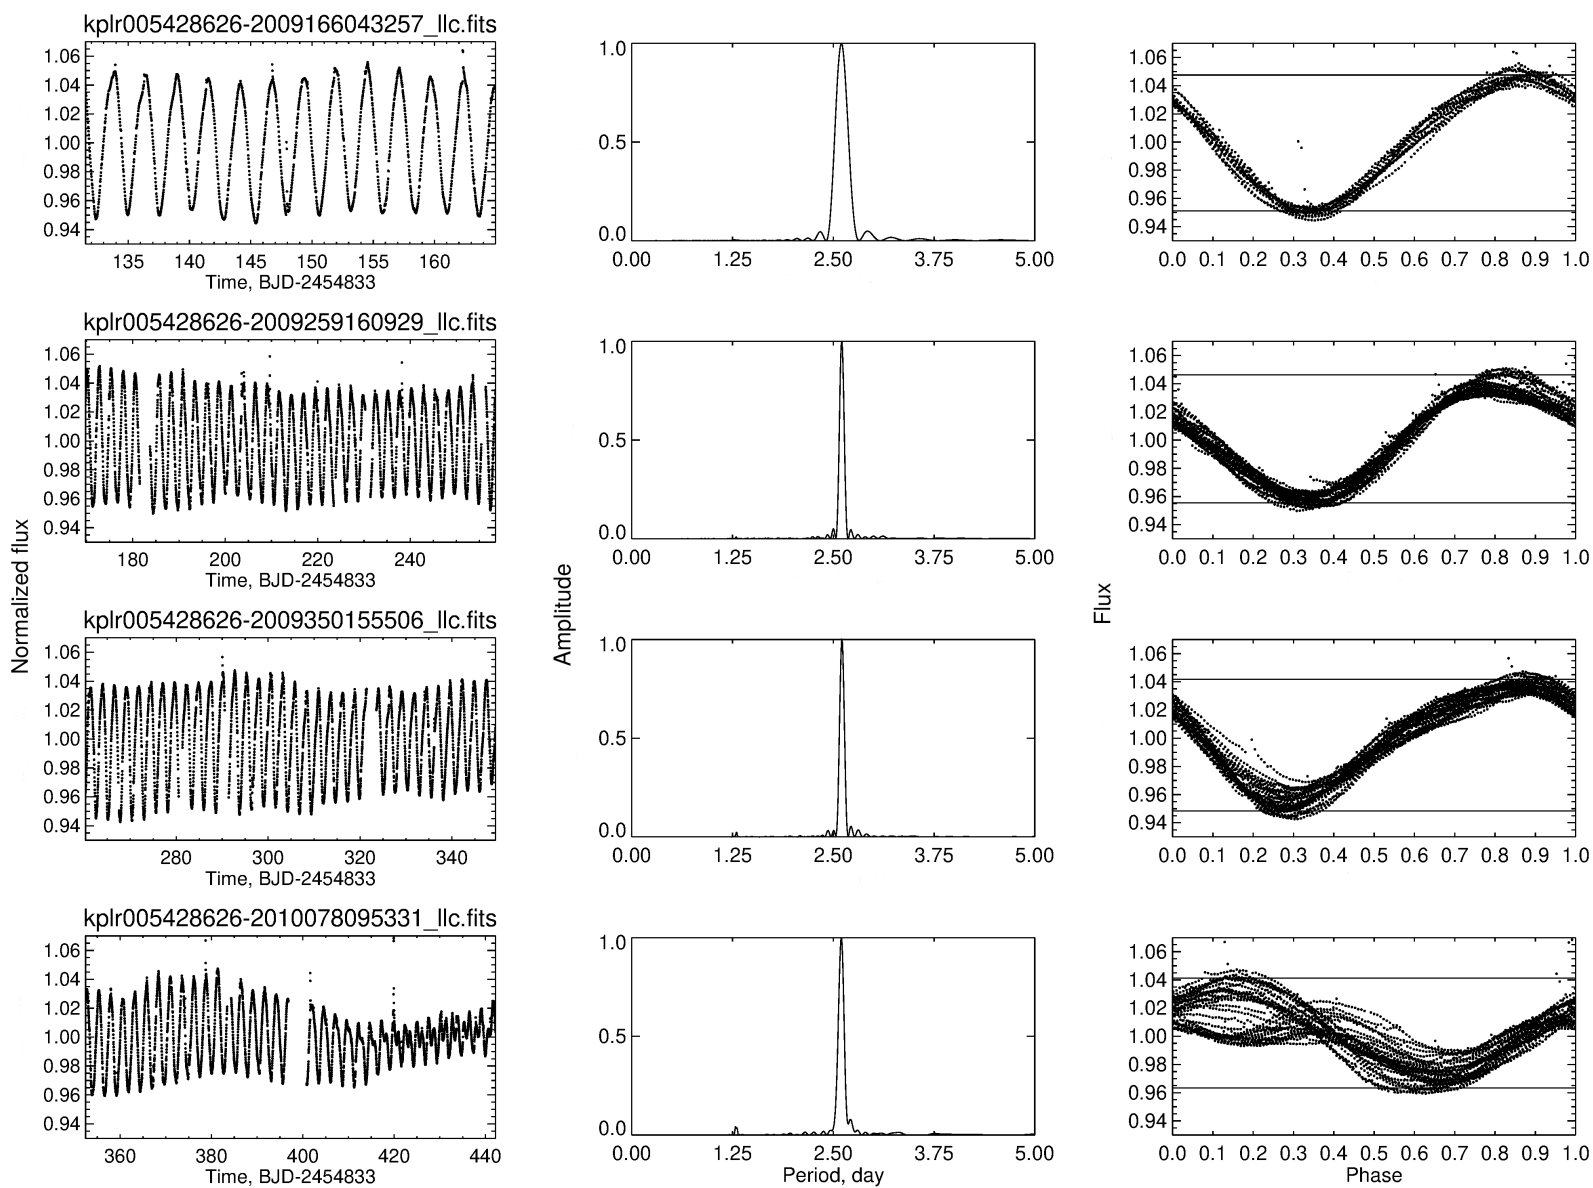 kplr005428626-2009166043257_llc.fits
1.06
1.04
1.02
1.00
0.98
0.96
0.94
135 140 145 150 155 160
Time, BJD-2454833
1.0
0.5
0.0
0.00 1.25 2.50 3.75 5.00
1.06
1.04
1.02
1.00
0.98
0.96
0.94
0.0 0.1 0.2 0.3 0.4 0.5 0.6 0.7 0.8 0.9 1.0
kplr005428626-2009259160929_llc.fits
1.06
1.04
1.02
1.00
0.98
0.96
0.94
180 200 220 240
Time, BJD-2454833
1.0
0.5
0.0
0.00 1.25 2.50 3.75 5.00
1.06
1.04
1.02
1.00
0.98
0.96
0.94
0.0 0.1 0.2 0.3 0.4 0.5 0.6 0.7 0.8 0.9 1.0
Normalized flux
Amplitude
Flux
kplr005428626-2009350155506_llc.fits
1.06
1.04
1.02
1.00
0.98
0.96
0.94
280 300 320 340
Time, BJD-2454833
1.0
0.5
0.0
0.00 1.25 2.50 3.75 5.00
1.06
1.04
1.02
1.00
0.98
0.96
0.94
0.0 0.1 0.2 0.3 0.4 0.5 0.6 0.7 0.8 0.9 1.0
kplr005428626-2010078095331_llc.fits
1.06
1.04
1.02
1.00
0.98
0.96
0.94
360 380 400 420 440
Time, BJD-2454833
1.0
0.5
0.0
0.00 1.25 2.50 3.75 5.00
Period, day
1.06
1.04
1.02
1.00
0.98
0.96
0.94
0.0 0.1 0.2 0.3 0.4 0.5 0.6 0.7 0.8 0.9 1.0
Phase